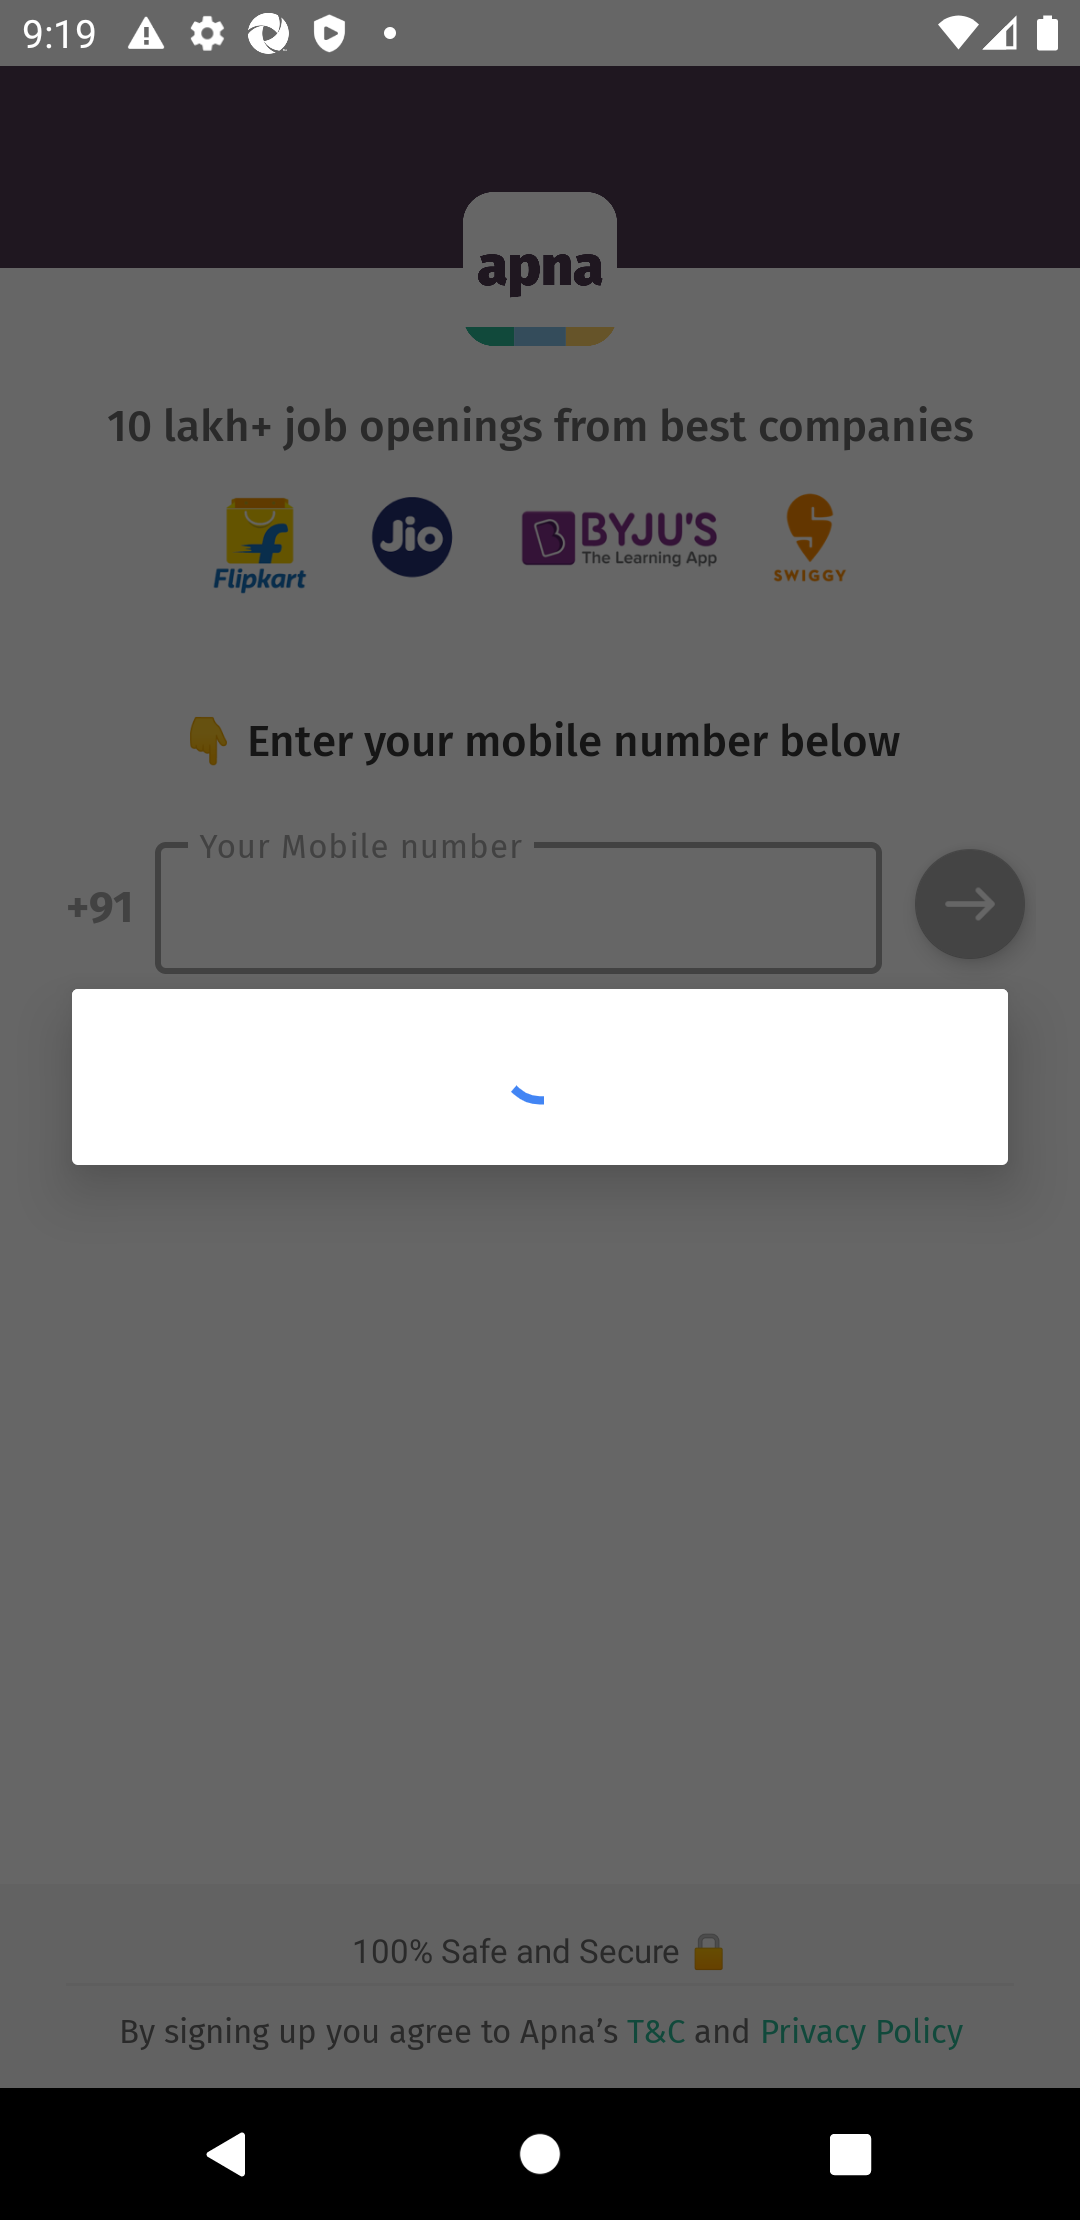 9:19
apna
10 lakh+ job openings from best companies
Flipkart
Jio
BYJU'S
The Learning App
SWIGGY
👇 Enter your mobile number below
Your Mobile number
+91
100% Safe and Secure 🔒
By signing up you agree to Apna’s T&C and Privacy Policy